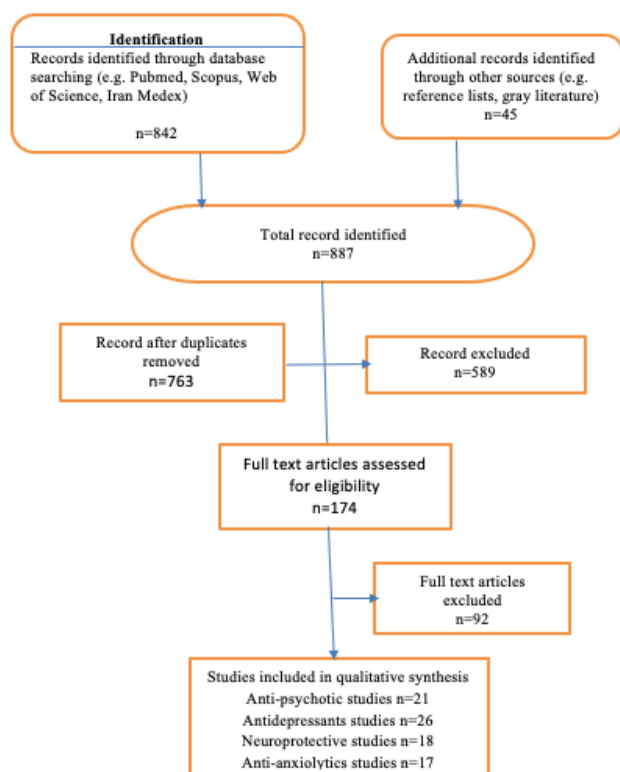 Identification
Records identified through database
searching (e.g. Pubmed, Scopus, Web
of Science, Iran Medex)
n=842
Additional records identified
through other sources (e.g.
reference lists, gray literature)
n=45
Total record identified
n=887
Record after duplicates
removed
n=763
Record excluded
n=589
Full text articles assessed
for eligibility
n=174
Full text articles
excluded
n=92
Studies included in qualitative synthesis
Anti-psychotic studies n=21
Antidepressants studies n=26
Neuroprotective studies n=18
Anti-anxiolytics studies n=17